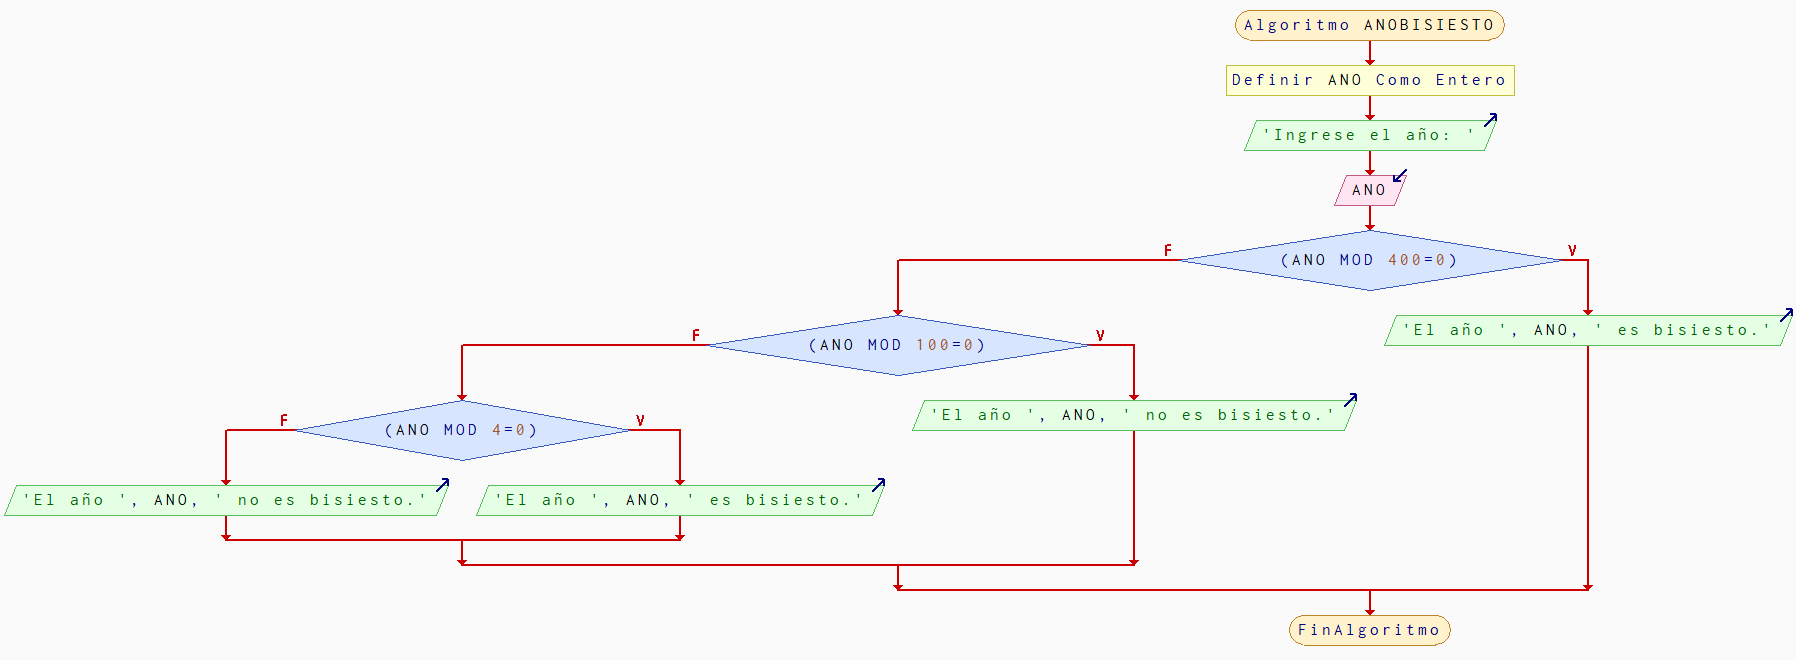 Algoritmo ANOBISIESTO
Definir ANO Como Entero
'Ingrese el año: '
ANO
F
(ANO MOD 400=0)
V
'El año ', ANO, ' es bisiesto.'
F
(ANO MOD 100=0)
V
'El año ', ANO, ' no es bisiesto.'
F
(ANO MOD 4=0)
V
'El año ', ANO, ' no es bisiesto.'
'El año ', ANO, ' es bisiesto.'
FinAlgoritmo